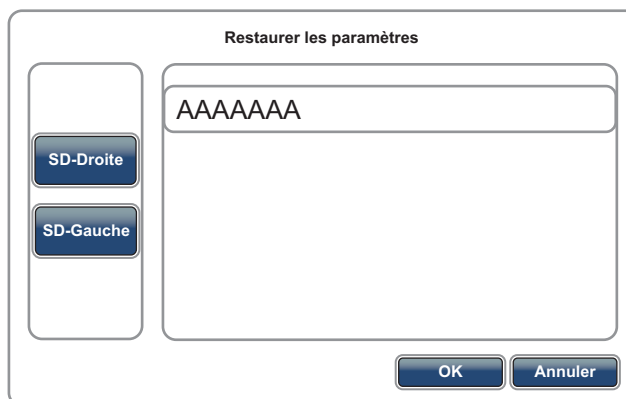 Restaurer les paramètres
AAAAAAA
SD-Droite
SD-Gauche
OK
Annuler